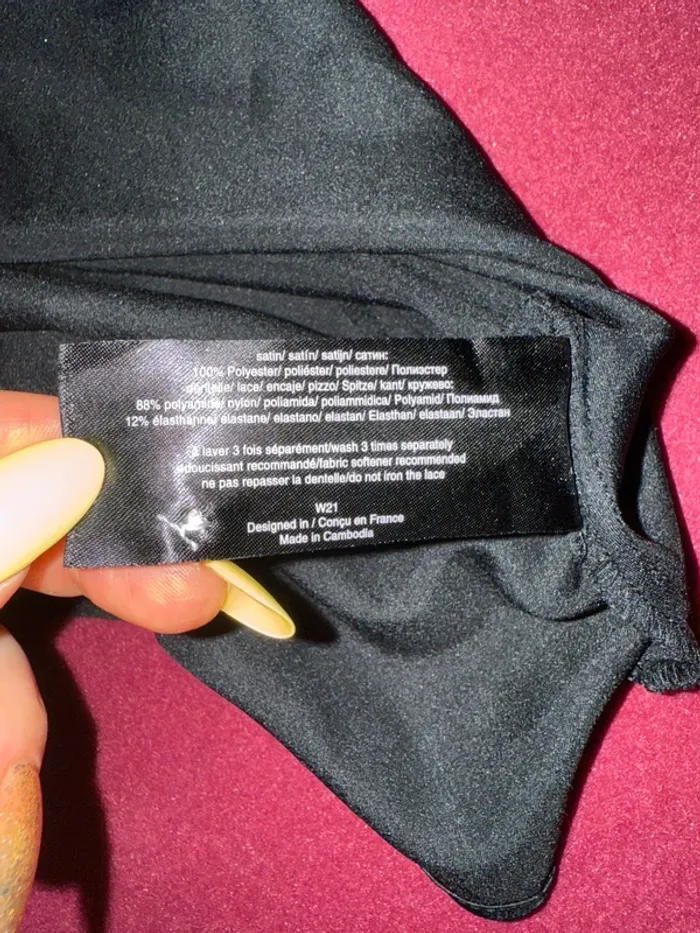 satin/ satín/ satijn/ сатин:
100% Polyester/ poliéster/ poliestere/ Полиэстер
dentelle/ lace/ encaje/ pizzo/ Spitze/ kant/ кружево:
88% polyamide/ nylon/ poliamida/ poliammidica/ Polyamid/ Полиамид
12% élasthanne/ elastane/ elastano/ elastan/ Elasthan/ elastaan/ Эластан
à laver 3 fois séparément/wash 3 times separately
adoucissant recommandé/fabric softener recommended
ne pas repasser la dentelle/do not iron the lace
W21
Designed in / Conçu en France
Made in Cambodia